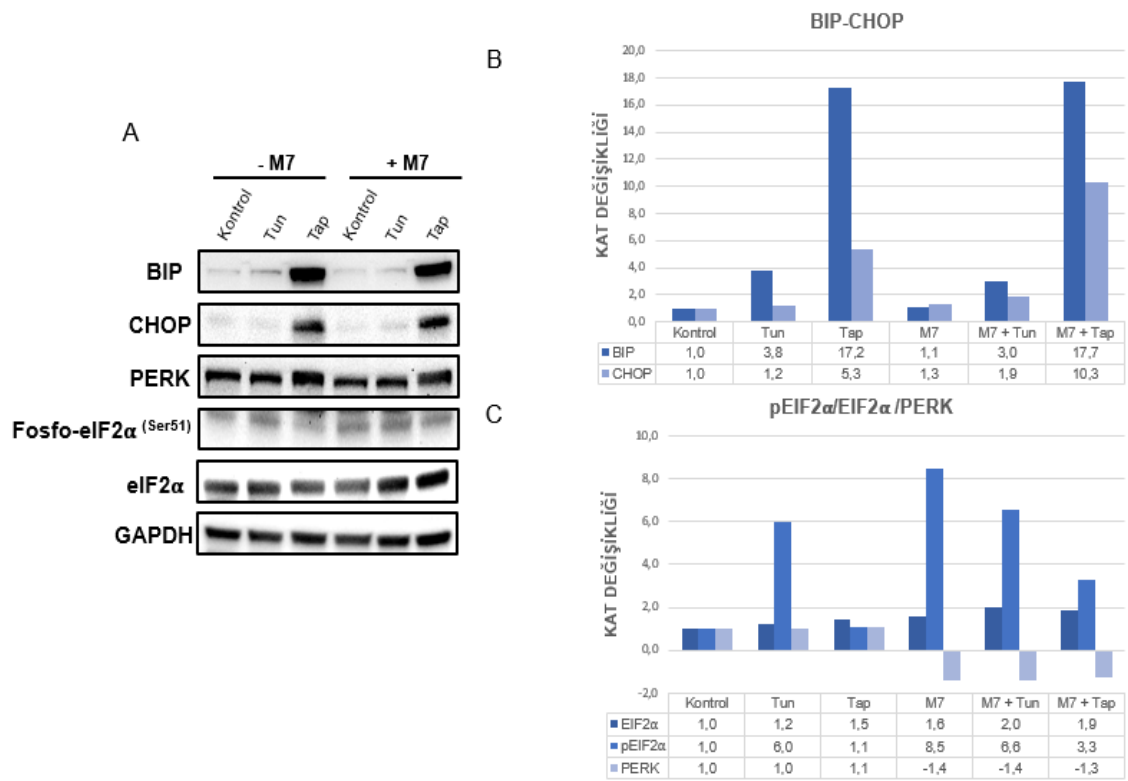 A
- M7 + M7
Kontrol Tun Tap Kontrol Tun Tap
BIP
CHOP
PERK
Fosfo-eIF2α (Ser51)
eIF2α
GAPDH
B
BIP-CHOP
KAT DEĞİŞİKLİĞİ
20,0
18,0
16,0
14,0
12,0
10,0
8,0
6,0
4,0
2,0
0,0
Kontrol Tun Tap M7 M7 + Tun M7 + Tap
BIP 1,0 3,8 17,2 1,1 3,0 17,7
CHOP 1,0 1,2 5,3 1,3 1,9 10,3
C
pEIF2α/EIF2α /PERK
KAT DEĞİŞİKLİĞİ
10,0
8,0
6,0
4,0
2,0
0,0
-2,0
Kontrol Tun Tap M7 M7 + Tun M7 + Tap
EIF2α 1,0 1,2 1,5 1,6 2,0 1,9
pEIF2α 1,0 6,0 1,1 8,5 6,6 3,3
PERK 1,0 1,0 1,1 -1,4 -1,4 -1,3